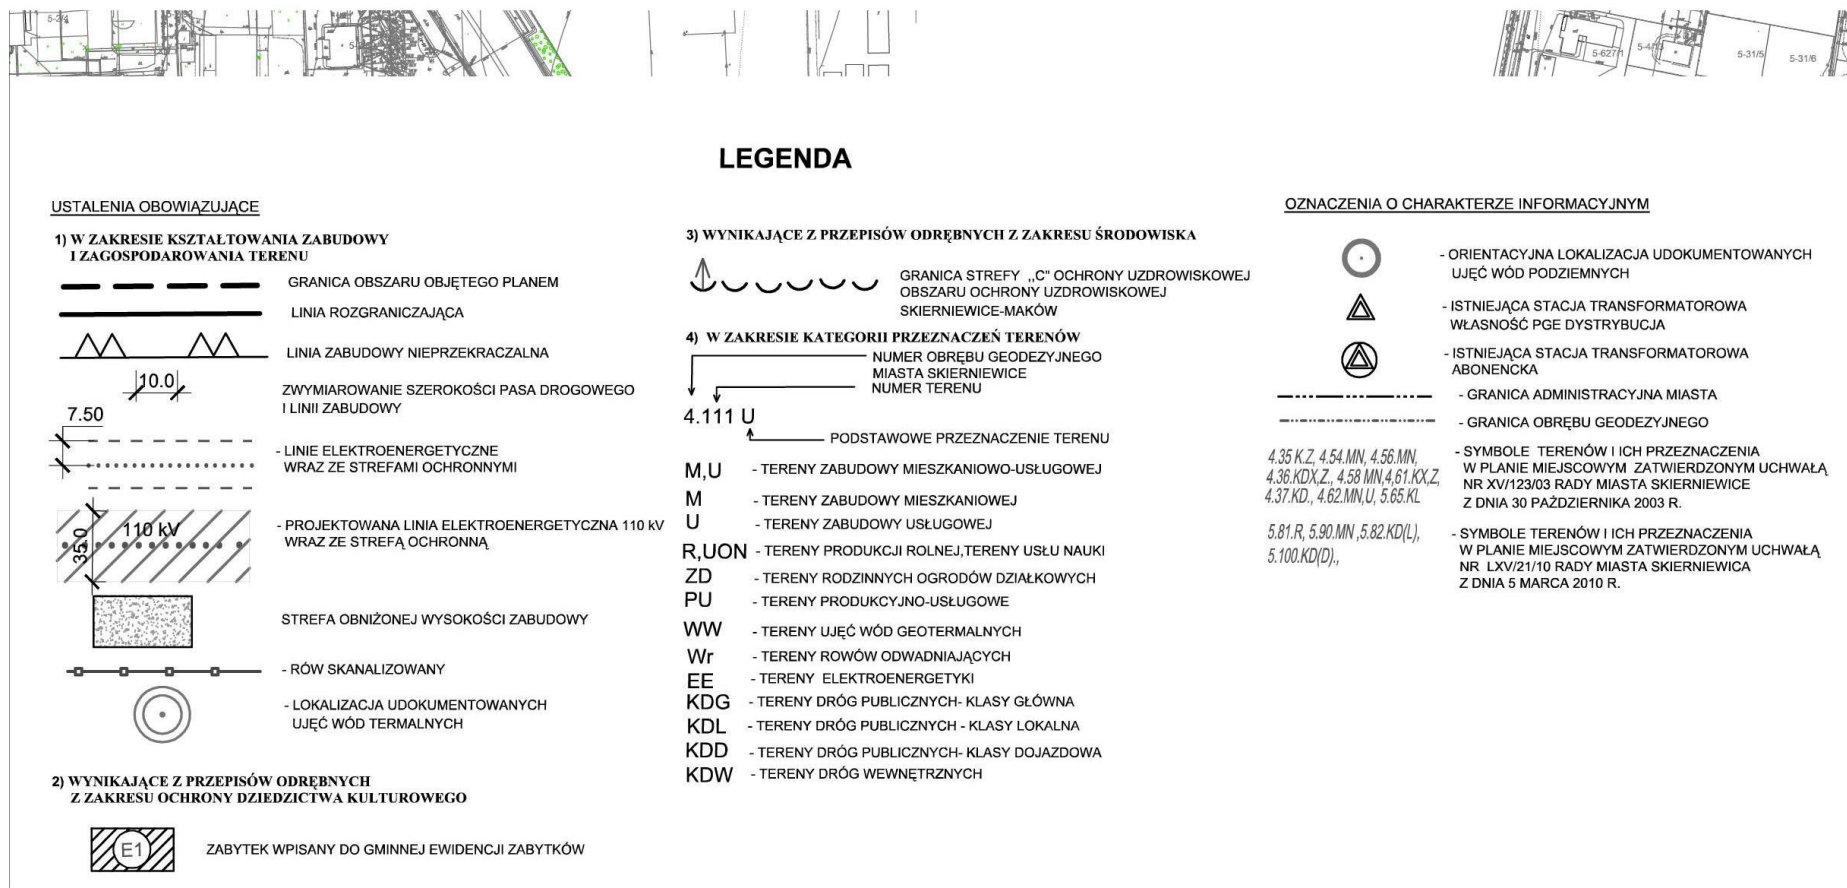 5-2/4
5-627/1
5-4/13
5-31/5
5-31/6
LEGENDA
USTALENIA OBOWIĄZUJĄCE
1) W ZAKRESIE KSZTAŁTOWANIA ZABUDOWY
I ZAGOSPODAROWANIA TERENU
GRANICA OBSZARU OBJĘTEGO PLANEM
LINIA ROZGRANICZAJĄCA
LINIA ZABUDOWY NIEPRZEKRACZALNA
10.0
ZWYMIAROWANIE SZEROKOŚCI PASA DROGOWEGO
I LINII ZABUDOWY
7.50
- LINIE ELEKTROENERGETYCZNE
WRAZ ZE STREFAMI OCHRONNYMI
110 kV
35.0
- PROJEKTOWANA LINIA ELEKTROENERGETYCZNA 110 kV
WRAZ ZE STREFĄ OCHRONNĄ
STREFA OBNIŻONEJ WYSOKOŚCI ZABUDOWY
- RÓW SKANALIZOWANY
- LOKALIZACJA UDOKUMENTOWANYCH
UJĘĆ WÓD TERMALNYCH
2) WYNIKAJĄCE Z PRZEPISÓW ODRĘBNYCH
Z ZAKRESU OCHRONY DZIEDZICTWA KULTUROWEGO
E1
ZABYTEK WPISANY DO GMINNEJ EWIDENCJI ZABYTKÓW
3) WYNIKAJĄCE Z PRZEPISÓW ODRĘBNYCH Z ZAKRESU ŚRODOWISKA
GRANICA STREFY ,,C" OCHRONY UZDROWISKOWEJ
OBSZARU OCHRONY UZDROWISKOWEJ
SKIERNIEWICE-MAKÓW
4) W ZAKRESIE KATEGORII PRZEZNACZEŃ TERENÓW
NUMER OBRĘBU GEODEZYJNEGO
MIASTA SKIERNIEWICE
NUMER TERENU
4.111 U
PODSTAWOWE PRZEZNACZENIE TERENU
M,U - TERENY ZABUDOWY MIESZKANIOWO-USŁUGOWEJ
M - TERENY ZABUDOWY MIESZKANIOWEJ
U - TERENY ZABUDOWY USŁUGOWEJ
R,UON - TERENY PRODUKCJI ROLNEJ,TERENY USŁU NAUKI
ZD - TERENY RODZINNYCH OGRODÓW DZIAŁKOWYCH
PU - TERENY PRODUKCYJNO-USŁUGOWE
WW - TERENY UJĘĆ WÓD GEOTERMALNYCH
Wr - TERENY ROWÓW ODWADNIAJĄCYCH
EE - TERENY ELEKTROENERGETYKI
KDG - TERENY DRÓG PUBLICZNYCH- KLASY GŁÓWNA
KDL - TERENY DRÓG PUBLICZNYCH - KLASY LOKALNA
KDD - TERENY DRÓG PUBLICZNYCH- KLASY DOJAZDOWA
KDW - TERENY DRÓG WEWNĘTRZNYCH
OZNACZENIA O CHARAKTERZE INFORMACYJNYM
- ORIENTACYJNA LOKALIZACJA UDOKUMENTOWANYCH
UJĘĆ WÓD PODZIEMNYCH
- ISTNIEJĄCA STACJA TRANSFORMATOROWA
WŁASNOŚĆ PGE DYSTRYBUCJA
- ISTNIEJĄCA STACJA TRANSFORMATOROWA
ABONENCKA
- GRANICA ADMINISTRACYJNA MIASTA
- GRANICA OBRĘBU GEODEZYJNEGO
4.35 K.Z, 4.54.MN, 4.56.MN,
4.36.KDX,Z., 4.58 MN,4,61.KX,Z,
4.37.KD., 4.62.MN,U, 5.65.KL
- SYMBOLE TERENÓW I ICH PRZEZNACZENIA
W PLANIE MIEJSCOWYM ZATWIERDZONYM UCHWAŁĄ
NR XV/123/03 RADY MIASTA SKIERNIEWICE
Z DNIA 30 PAŹDZIERNIKA 2003 R.
5.81.R, 5.90.MN ,5.82.KD(L),
5.100.KD(D).,
- SYMBOLE TERENÓW I ICH PRZEZNACZENIA
W PLANIE MIEJSCOWYM ZATWIERDZONYM UCHWAŁĄ
NR LXV/21/10 RADY MIASTA SKIERNIEWICA
Z DNIA 5 MARCA 2010 R.